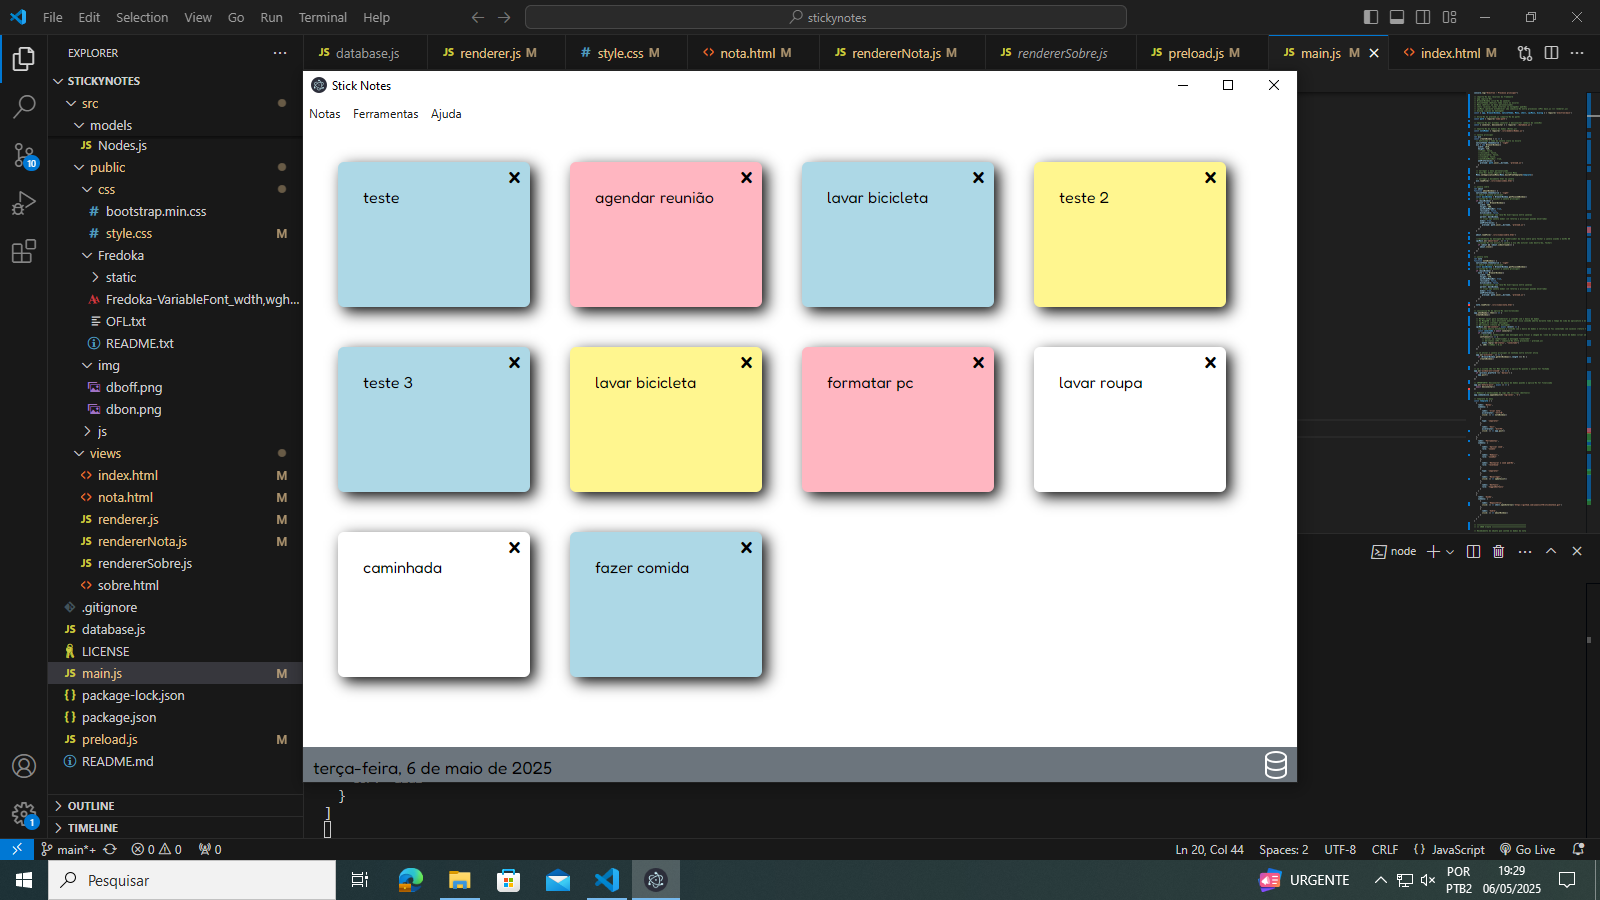 File Edit Selection View Go Run Terminal Help
stickynotes
EXPLORER
database.js
renderer.js M
style.css M
nota.html M
rendererNota.js M
rendererSobre.js
preload.js M
main.js M
index.html M
STICKYNOTES
src
models
Nodes.js
public
css
bootstrap.min.css
style.css M
Fredoka
static
Fredoka-VariableFont_wdth,wgh...
OFL.txt
README.txt
img
dboff.png
dbon.png
js
views
index.html M
nota.html M
renderer.js M
rendererNota.js M
rendererSobre.js
sobre.html
.gitignore
database.js
LICENSE
main.js M
package-lock.json
package.json
preload.js M
README.md
OUTLINE
TIMELINE
10
1
Stick Notes
Notas Ferramentas Ajuda
teste
agendar reunião
lavar bicicleta
teste 2
teste 3
lavar bicicleta
formatar pc
lavar roupa
caminhada
fazer comida
terça-feira, 6 de maio de 2025
node
}
]
main*+ 0 0 0
Ln 20, Col 44 Spaces: 2 UTF-8 CRLF {} JavaScript Go Live
Pesquisar
URGENTE
POR
PTB2
19:29
06/05/2025